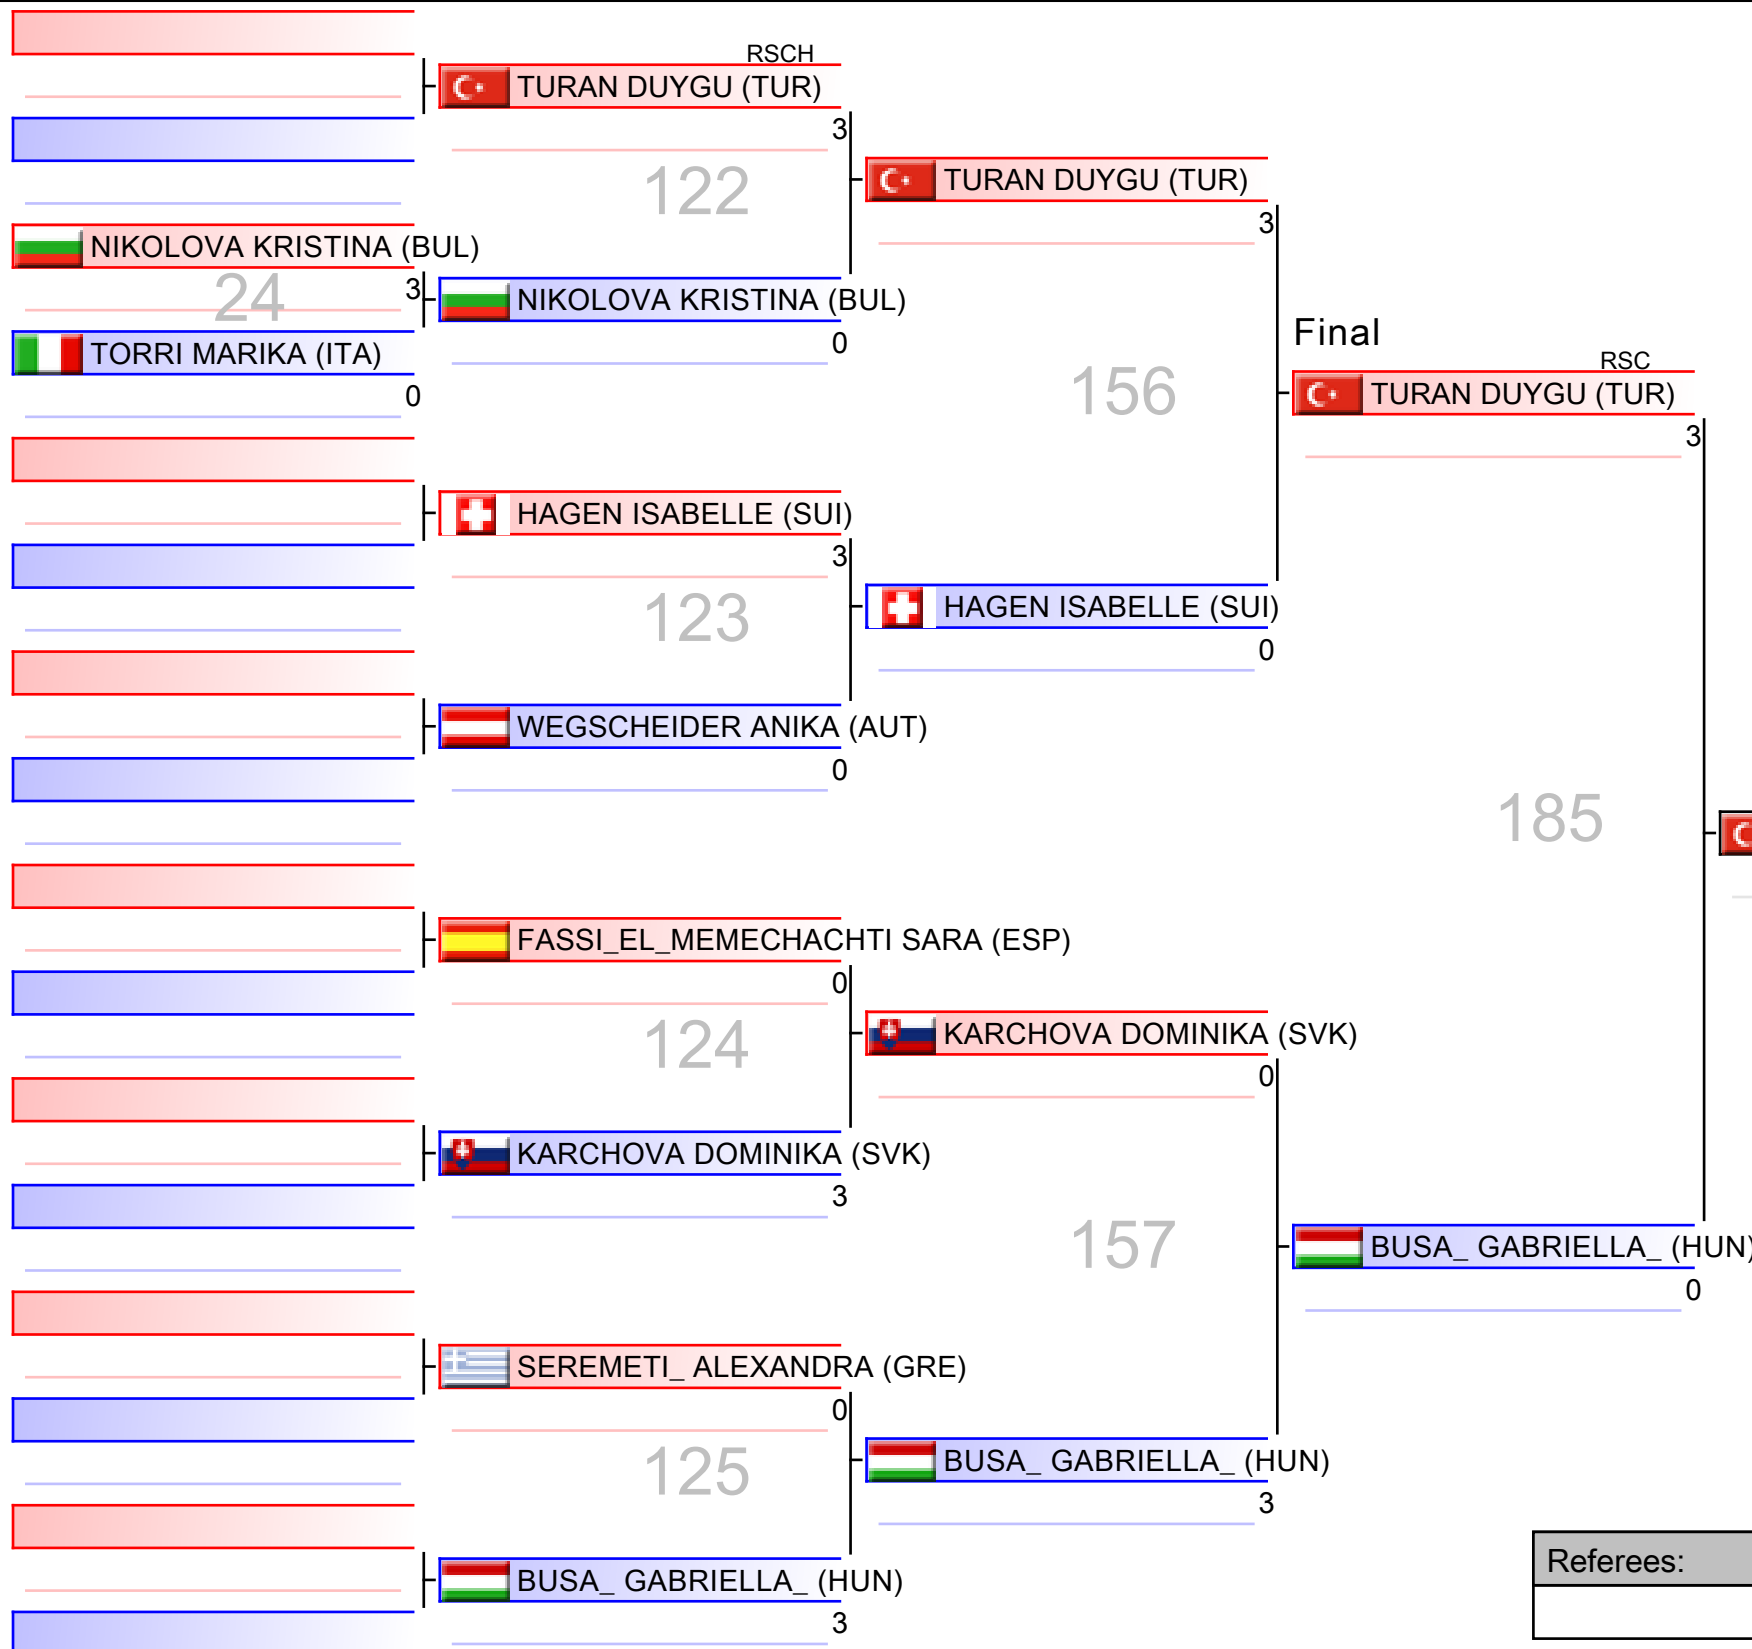 RSCH
TURAN DUYGU (TUR)
3
122
TURAN DUYGU (TUR)
3
NIKOLOVA KRISTINA (BUL)
3
24
NIKOLOVA KRISTINA (BUL)
0
TORRI MARIKA (ITA)
0
Final
RSC
TURAN DUYGU (TUR)
3
156
HAGEN ISABELLE (SUI)
3
123
HAGEN ISABELLE (SUI)
0
WEGSCHEIDER ANIKA (AUT)
0
185
FASSI_EL_MEMECHACHTI SARA (ESP)
0
124
KARCHOVA DOMINIKA (SVK)
0
KARCHOVA DOMINIKA (SVK)
3
157
BUSA_ GABRIELLA_ (HUN)
0
SEREMETI_ ALEXANDRA (GRE)
0
125
BUSA_ GABRIELLA_ (HUN)
3
BUSA_ GABRIELLA_ (HUN)
3
Referees: